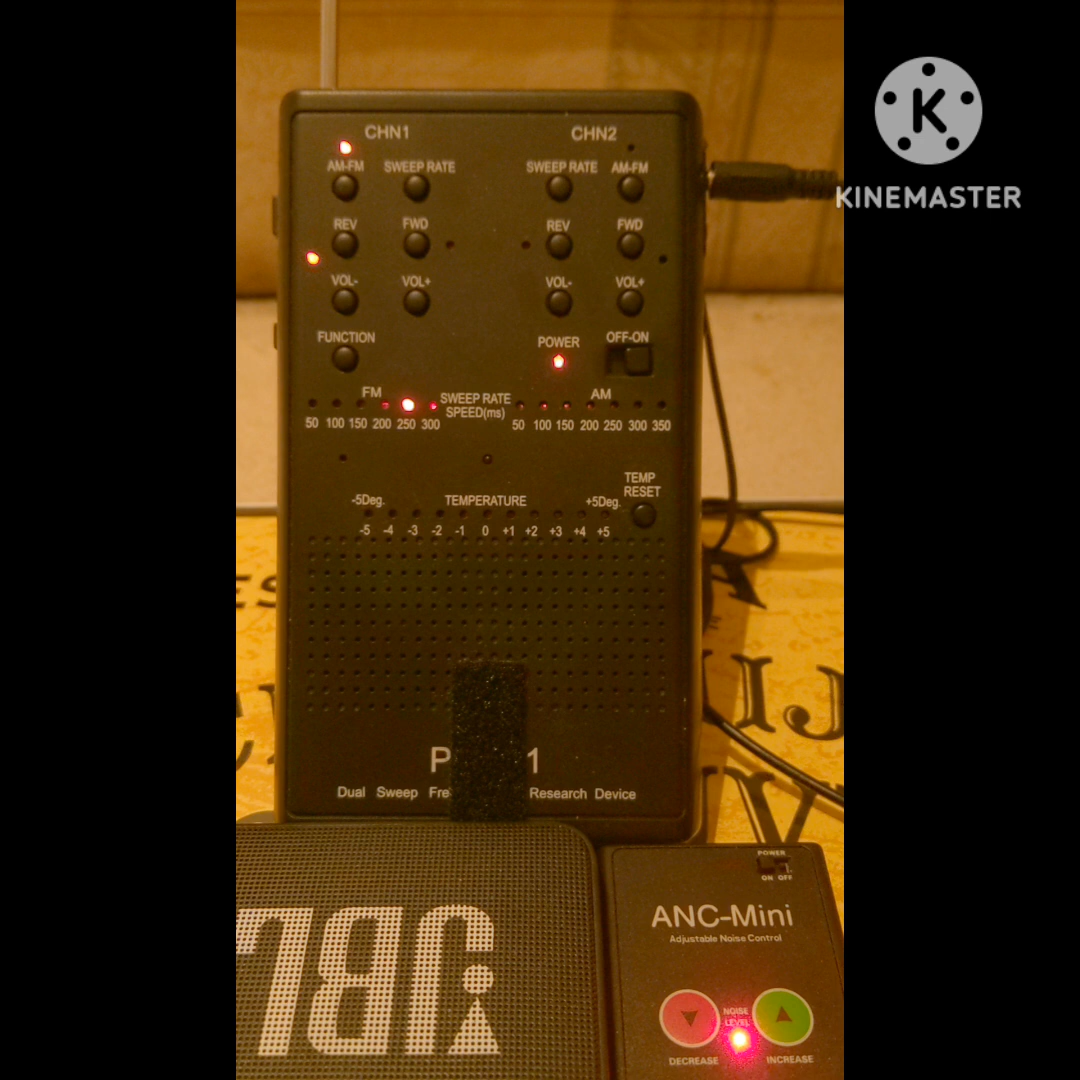 CHN1 CHN2
AM-FM SWEEP RATE SWEEP RATE AM-FM
REV FWD REV FWD
VOL- VOL+ VOL- VOL+
FUNCTION POWER OFF-ON
FM SWEEP RATE AM
SPEED(ms)
50 100 150 200 250 300 50 100 150 200 250 300 350
TEMP
RESET
-5Deg. TEMPERATURE +5Deg.
-5 -4 -3 -2 -1 0 +1 +2 +3 +4 +5
P 1
Dual Sweep Fre Research Device
K
KINEMASTER
JBL
POWER
ON OFF
ANC-Mini
Adjustable Noise Control
NOISE
LEVEL
DECREASE INCREASE